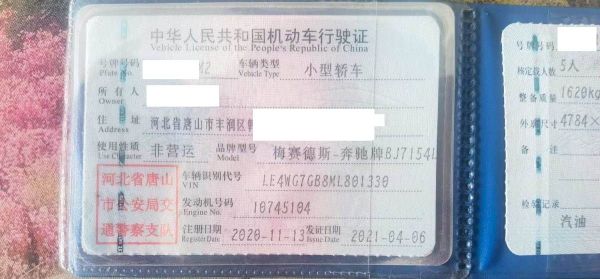 中华人民共和国机动车行驶证
Vehicle License of the People's Republic of China
号牌号码 M2 车辆类型 小型轿车
Plate No. Vehicle Type
所有人
Owner
住址 河北省唐山市丰润区
Address
使用性质 非营运 品牌型号 梅赛德斯-奔驰牌BJ7154L
Use Character Model
河北省唐山
市公安局交
通警察支队
车辆识别代号 LE4WG7GB8ML801330
VIN
发动机号码 10745104
Engine No.
注册日期 2020-11-13 发证日期 2021-04-06
Register Date Issue Date
号牌号码
核定载人数 5人
整备质量 1620kg
外廓尺寸 4784×
检验记录
汽油